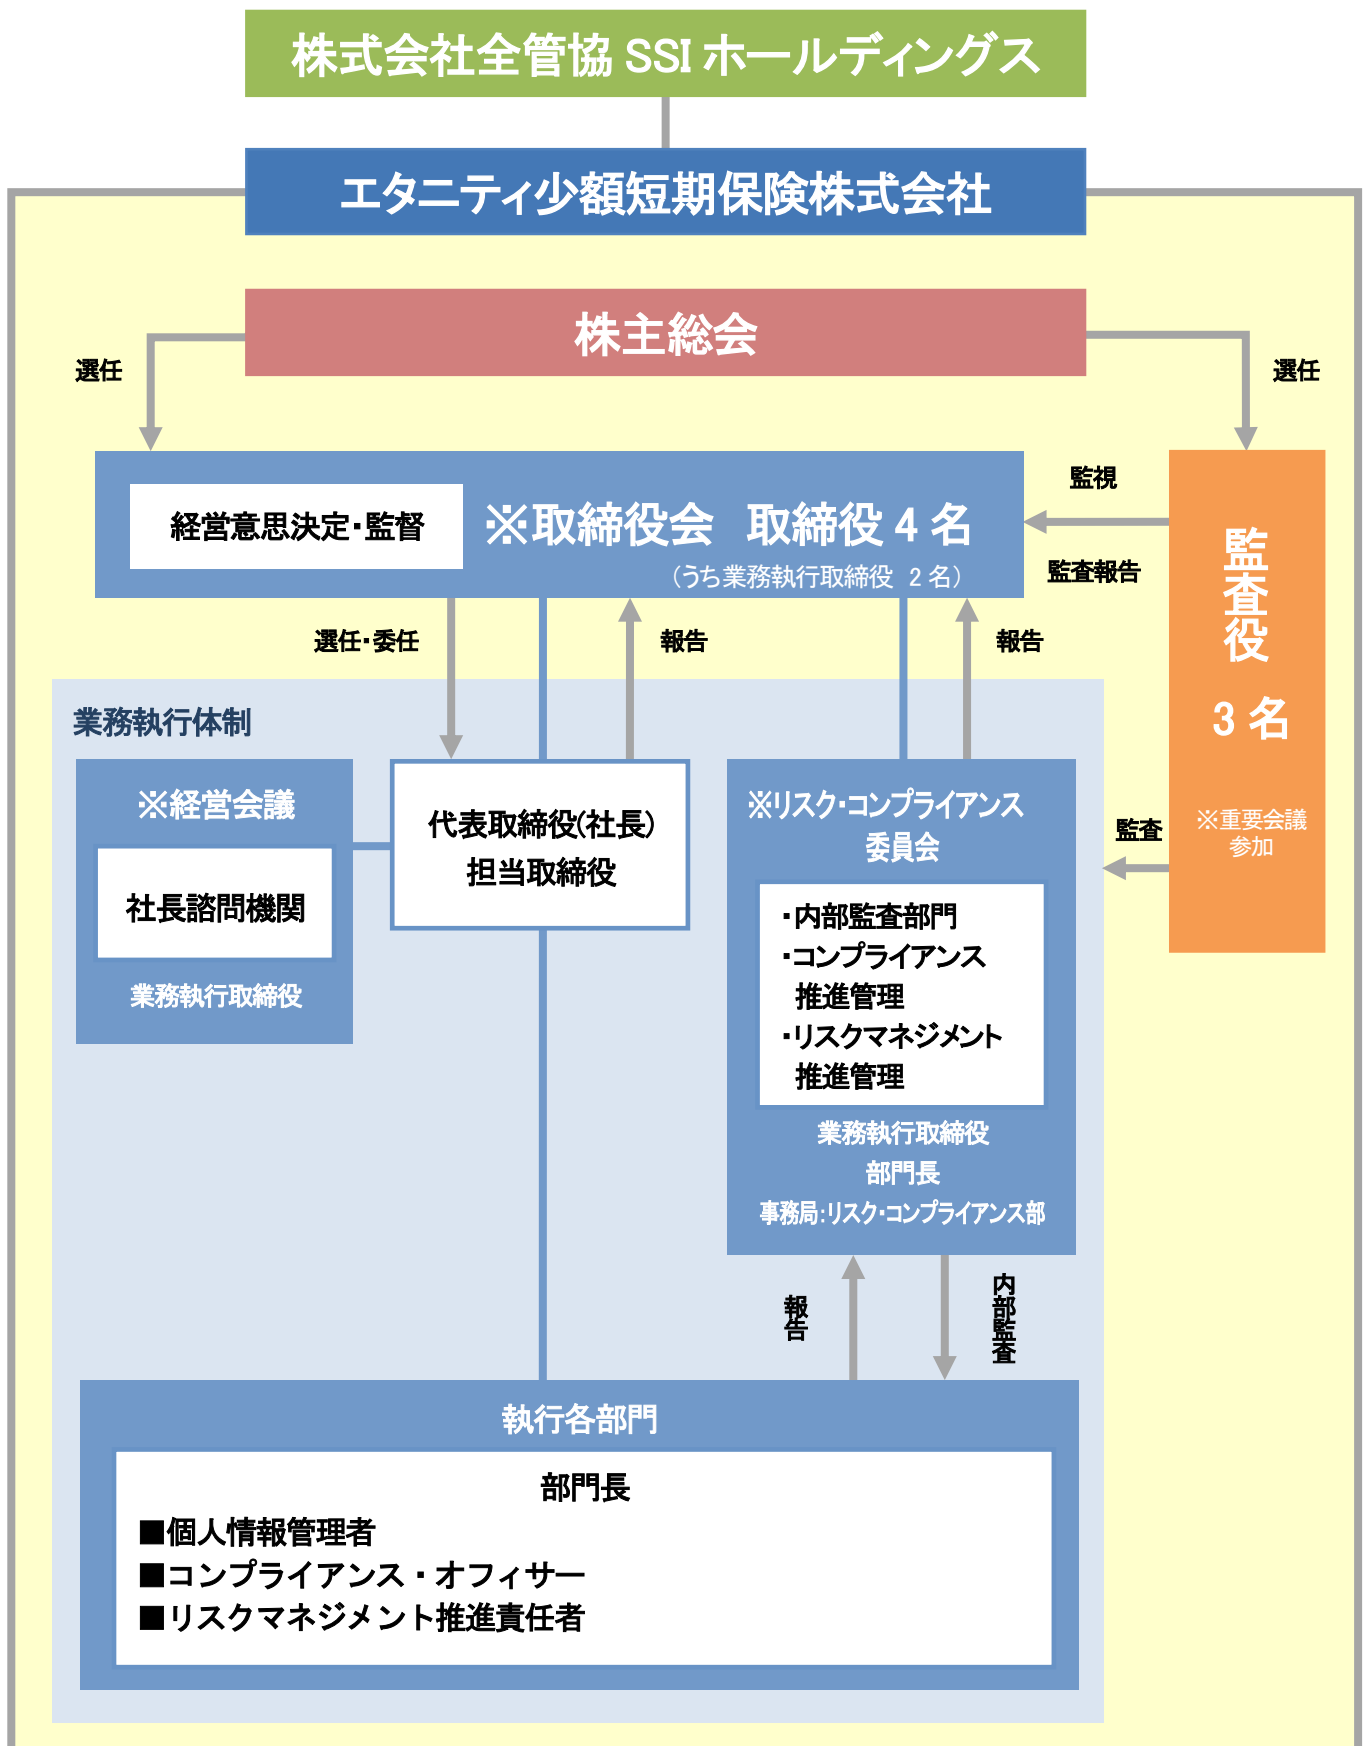 株式会社全管協 SSI ホールディングス
エタニティ少額短期保険株式会社
株主総会
選任
選任
経営意思決定・監督
※取締役会　取締役 4 名
（うち業務執行取締役　2 名）
監視
監査報告
監査役
3 名
※重要会議
参加
選任・委任
報告
報告
業務執行体制
※経営会議
社長諮問機関
業務執行取締役
代表取締役(社長)
担当取締役
※リスク・コンプライアンス
委員会
・内部監査部門
・コンプライアンス
推進管理
・リスクマネジメント
推進管理
業務執行取締役
部門長
事務局：リスク・コンプライアンス部
監査
報告
内部監査
執行各部門
部門長
■個人情報管理者
■コンプライアンス・オフィサー
■リスクマネジメント推進責任者